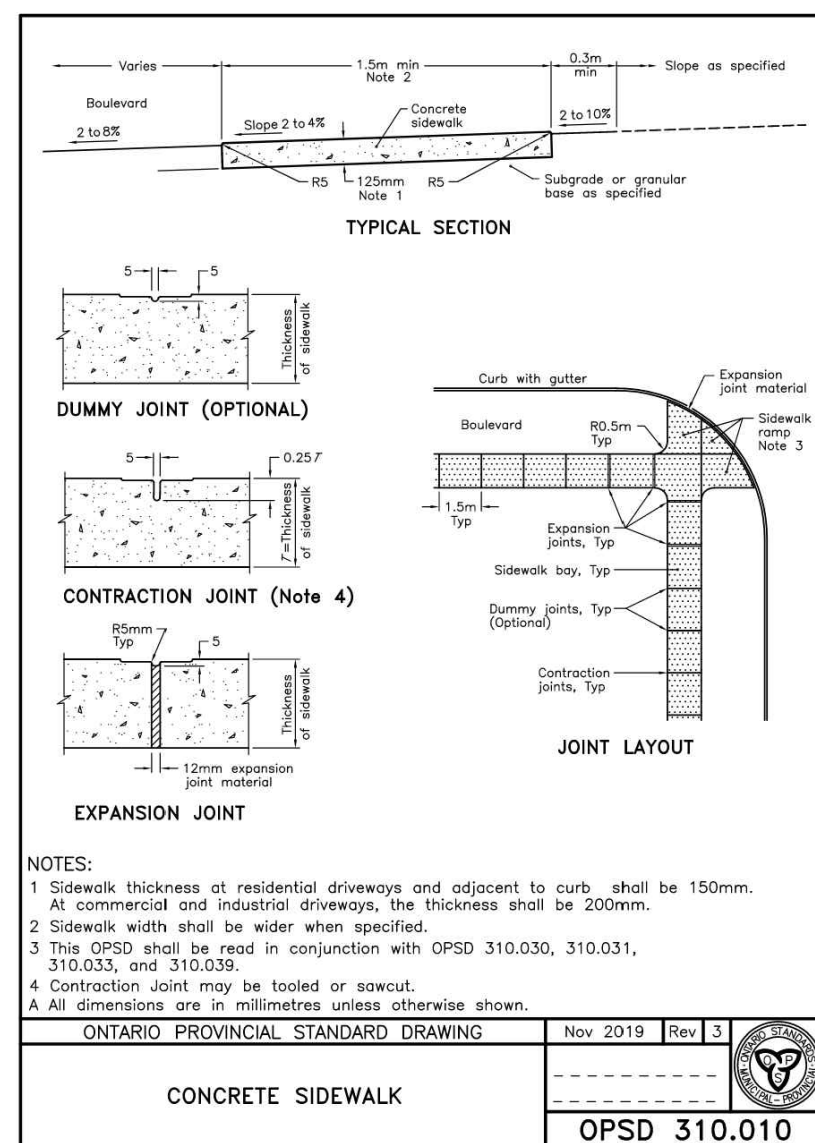 Varies
1.5m min
Note 2
0.3m
min
Slope as specified
Boulevard
2 to 8%
Slope 2 to 4%
Concrete
sidewalk
2 to 10%
R5
125mm
Note 1
R5
Subgrade or granular
base as specified
TYPICAL SECTION
5
5
Thickness
of sidewalk
DUMMY JOINT (OPTIONAL)
5
0.25T
T=Thickness
of sidewalk
CONTRACTION JOINT (Note 4)
R5mm
Typ
5
Thickness
of sidewalk
12mm expansion
joint material
EXPANSION JOINT
Curb with gutter
Expansion
joint material
Boulevard
R0.5m
Typ
Sidewalk
ramp
Note 3
1.5m
Typ
Expansion
joints, Typ
Sidewalk bay, Typ
Dummy joints, Typ
(Optional)
Contraction
joints, Typ
JOINT LAYOUT
NOTES:
1 Sidewalk thickness at residential driveways and adjacent to curb shall be 150mm.
At commercial and industrial driveways, the thickness shall be 200mm.
2 Sidewalk width shall be wider when specified.
3 This OPSD shall be read in conjunction with OPSD 310.030, 310.031,
310.033, and 310.039.
4 Contraction Joint may be tooled or sawcut.
A All dimensions are in millimetres unless otherwise shown.
ONTARIO PROVINCIAL STANDARD DRAWING
Nov 2019
Rev
3
CONCRETE SIDEWALK
ONTARIO STANDARDS
MUNICIPAL - PROVINCIAL
O P
S
OPSD 310.010